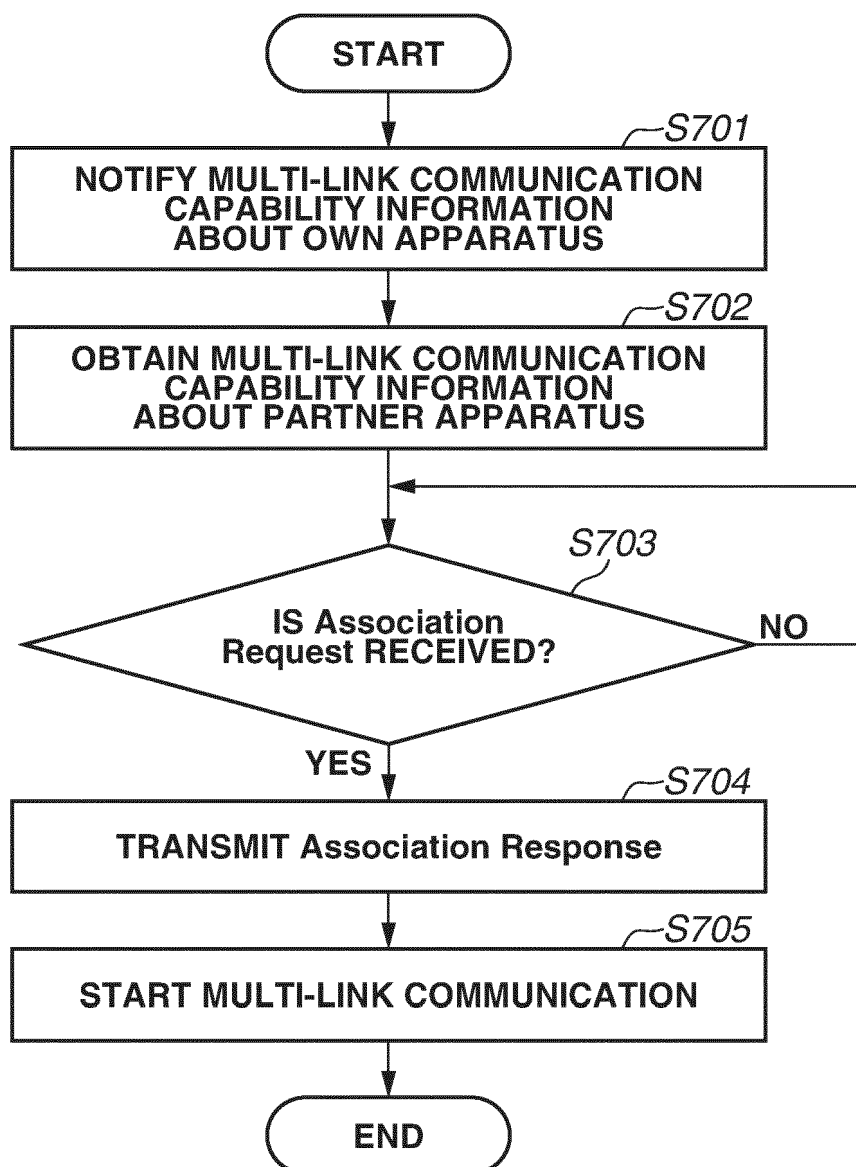 START
S701
NOTIFY MULTI-LINK COMMUNICATION
CAPABILITY INFORMATION
ABOUT OWN APPARATUS
S702
OBTAIN MULTI-LINK COMMUNICATION
CAPABILITY INFORMATION
ABOUT PARTNER APPARATUS
S703
IS Association
Request RECEIVED?
NO
YES
S704
TRANSMIT Association Response
S705
START MULTI-LINK COMMUNICATION
END